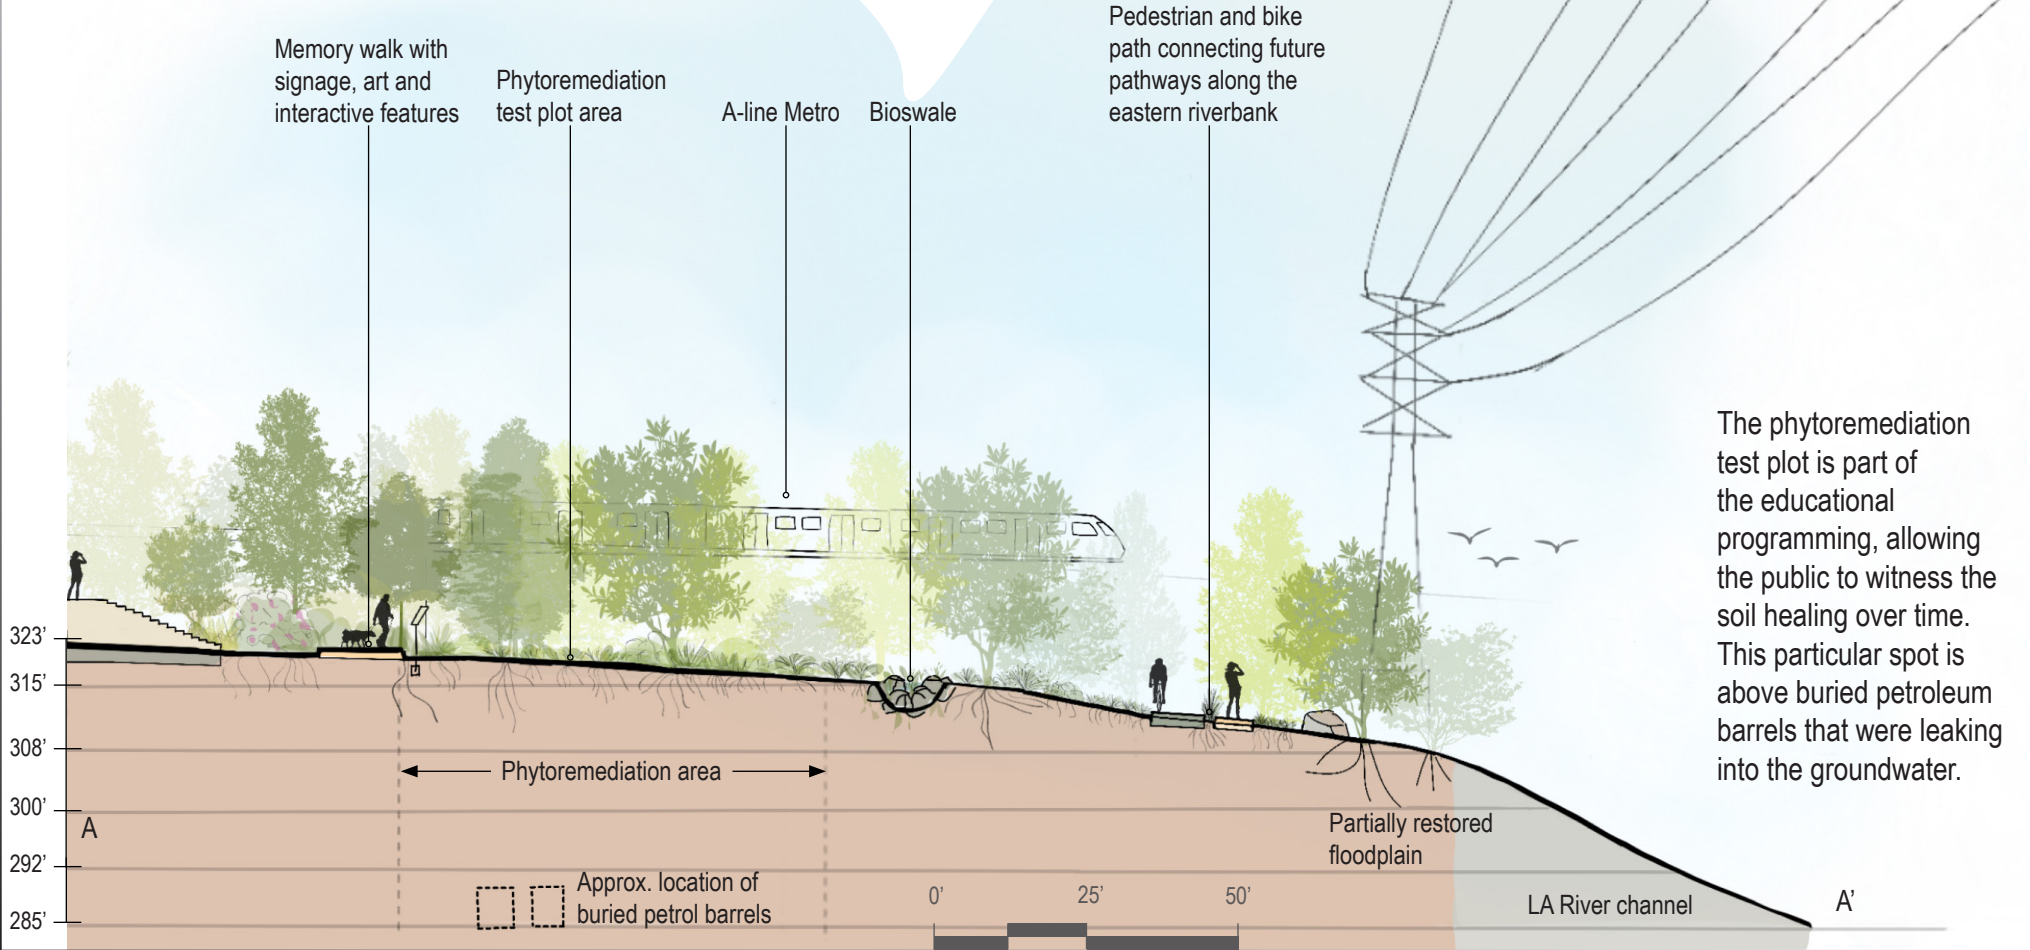 Memory walk with
signage, art and
interactive features
Phytoremediation
test plot area
A-line Metro
Bioswale
Pedestrian and bike
path connecting future
pathways along the
eastern riverbank
The phytoremediation
test plot is part of
the educational
programming, allowing
the public to witness the
soil healing over time.
This particular spot is
above buried petroleum
barrels that were leaking
into the groundwater.
323'
315'
308'
300'
292'
285'
A
Phytoremediation area
Approx. location of
buried petrol barrels
0'
25'
50'
Partially restored
floodplain
LA River channel
A'